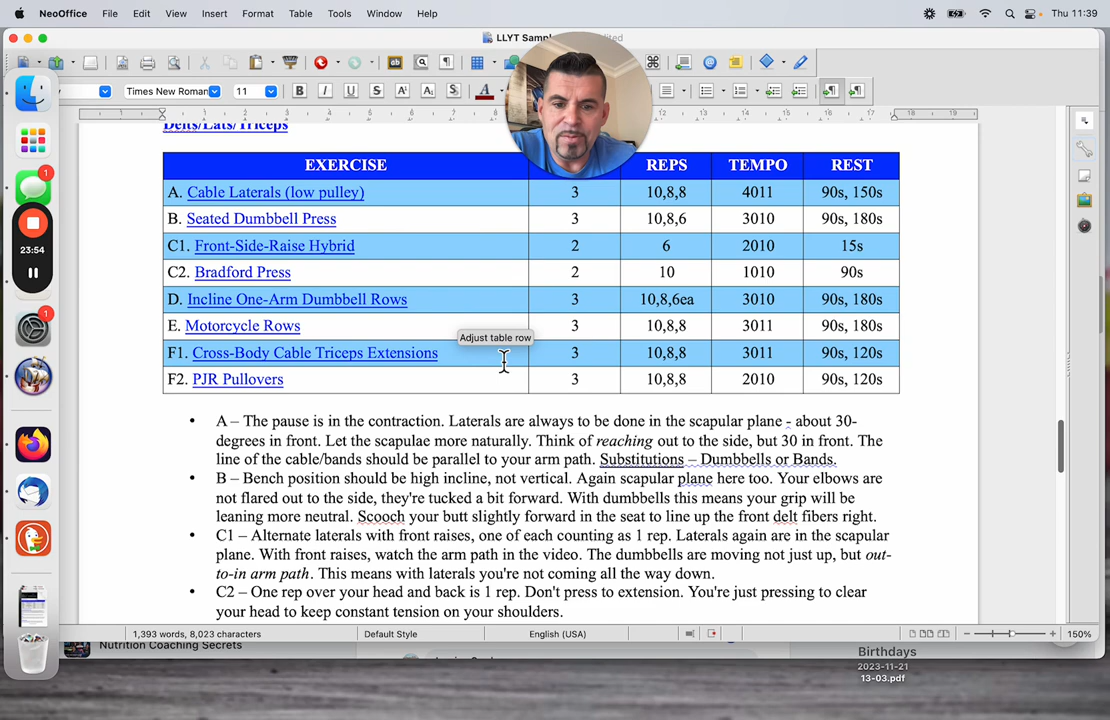 NeoOffice File Edit View Insert Format Table Tools Window Help Thu 11:39
LLYT Samp
Times New Roman 11
B I U S
1 2 3 4 5 6 7 8 12 13 14 15 16 17 18 19
Delts/Lats/Triceps
EXERCISE REPS TEMPO REST
A. Cable Laterals (low pulley) 3 10,8,8 4011 90s, 150s
B. Seated Dumbbell Press 3 10,8,6 3010 90s, 180s
C1. Front-Side-Raise Hybrid 2 6 2010 15s
C2. Bradford Press 2 10 1010 90s
D. Incline One-Arm Dumbbell Rows 3 10,8,6ea 3010 90s, 180s
E. Motorcycle Rows 3 10,8,8 3011 90s, 180s
Adjust table row
F1. Cross-Body Cable Triceps Extensions 3 10,8,8 3011 90s, 120s
F2. PJR Pullovers 3 10,8,8 2010 90s, 120s
• A – The pause is in the contraction. Laterals are always to be done in the scapular plane - about 30-
degrees in front. Let the scapulae more naturally. Think of reaching out to the side, but 30 in front. The
line of the cable/bands should be parallel to your arm path. Substitutions – Dumbbells or Bands.
• B – Bench position should be high incline, not vertical. Again scapular plane here too. Your elbows are
not flared out to the side, they're tucked a bit forward. With dumbbells this means your grip will be
leaning more neutral. Scooch your butt slightly forward in the seat to line up the front delt fibers right.
• C1 – Alternate laterals with front raises, one of each counting as 1 rep. Laterals again are in the scapular
plane. With front raises, watch the arm path in the video. The dumbbells are moving not just up, but out-
to-in arm path. This means with laterals you're not coming all the way down.
• C2 – One rep over your head and back is 1 rep. Don't press to extension. You're just pressing to clear
your head to keep constant tension on your shoulders.
1
23:54
1
1,393 words, 8,023 characters Default Style English (USA) 150%
Nutrition Coaching Secrets
Birthdays
2023-11-21
13-03.pdf